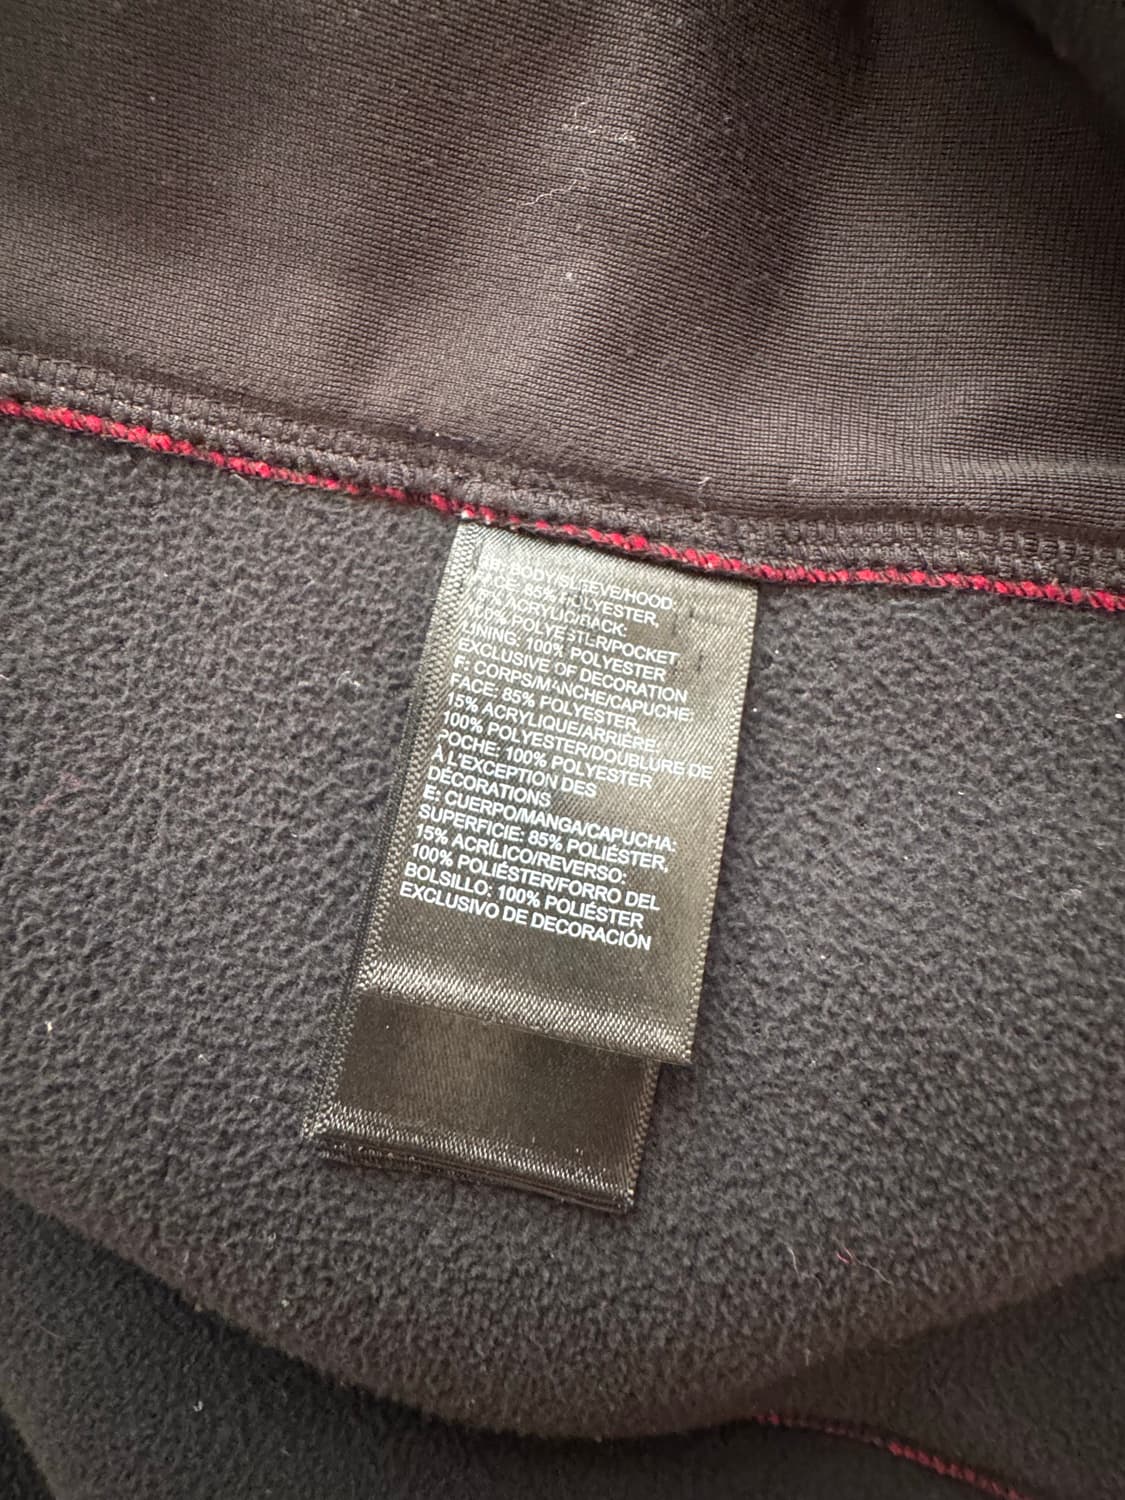 BODY/SLEEVE/HOOD:
85% POLYESTER,
15% ACRYLIC/BACK:
100% POLYESTER/POCKET
LINING: 100% POLYESTER
EXCLUSIVE OF DECORATION
F: CORPS/MANCHE/CAPUCHE:
FACE: 85% POLYESTER,
15% ACRYLIQUE/ARRIÈRE:
100% POLYESTER/DOUBLURE DE
POCHE: 100% POLYESTER
À L'EXCEPTION DES
DÉCORATIONS
E: CUERPO/MANGA/CAPUCHA:
SUPERFICIE: 85% POLIÉSTER,
15% ACRÍLICO/REVERSO:
100% POLIÉSTER/FORRO DEL
BOLSILLO: 100% POLIÉSTER
EXCLUSIVO DE DECORACIÓN